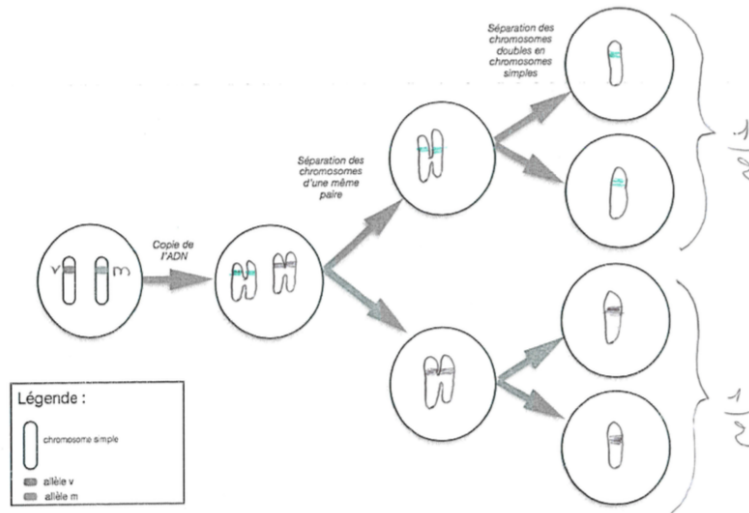 Séparation des
chromosomes
doubles en
chromosomes
simples
Séparation des
chromosomes
d'une même
paire
Copie de
l'ADN
v
m
Légende :
chromosome simple
allèle v
allèle m